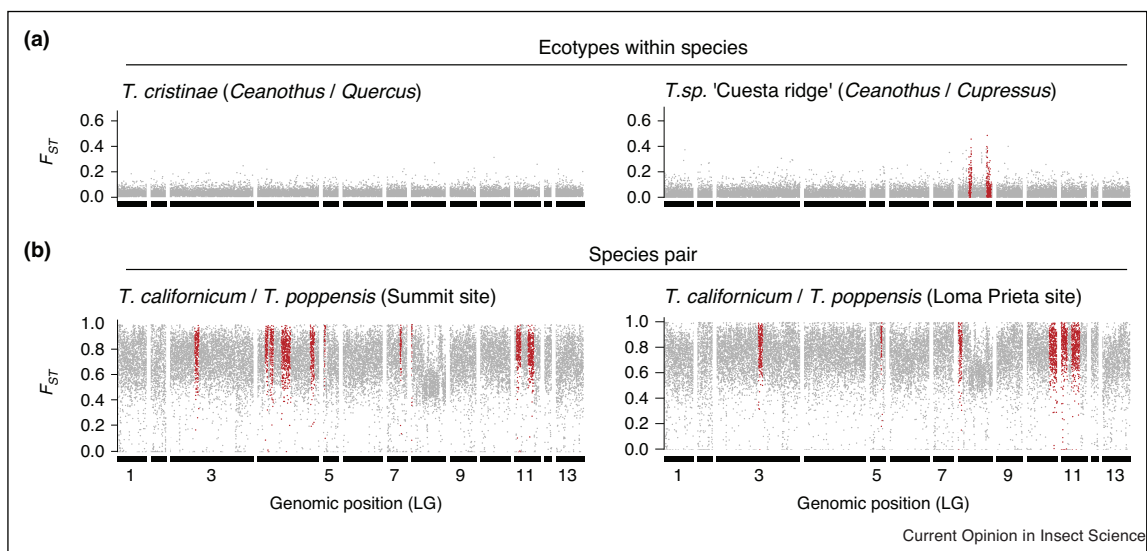 (a)
Ecotypes within species
T. cristinae (Ceanothus / Quercus)
T.sp. 'Cuesta ridge' (Ceanothus / Cupressus)
FST
0.6
0.4
0.2
0.0
0.6
0.4
0.2
0.0
(b)
Species pair
T. californicum / T. poppensis (Summit site)
T. californicum / T. poppensis (Loma Prieta site)
FST
1.0
0.8
0.6
0.4
0.2
0.0
1.0
0.8
0.6
0.4
0.2
0.0
1 3 5 7 9 11 13
1 3 5 7 9 11 13
Genomic position (LG)
Genomic position (LG)
Current Opinion in Insect Science